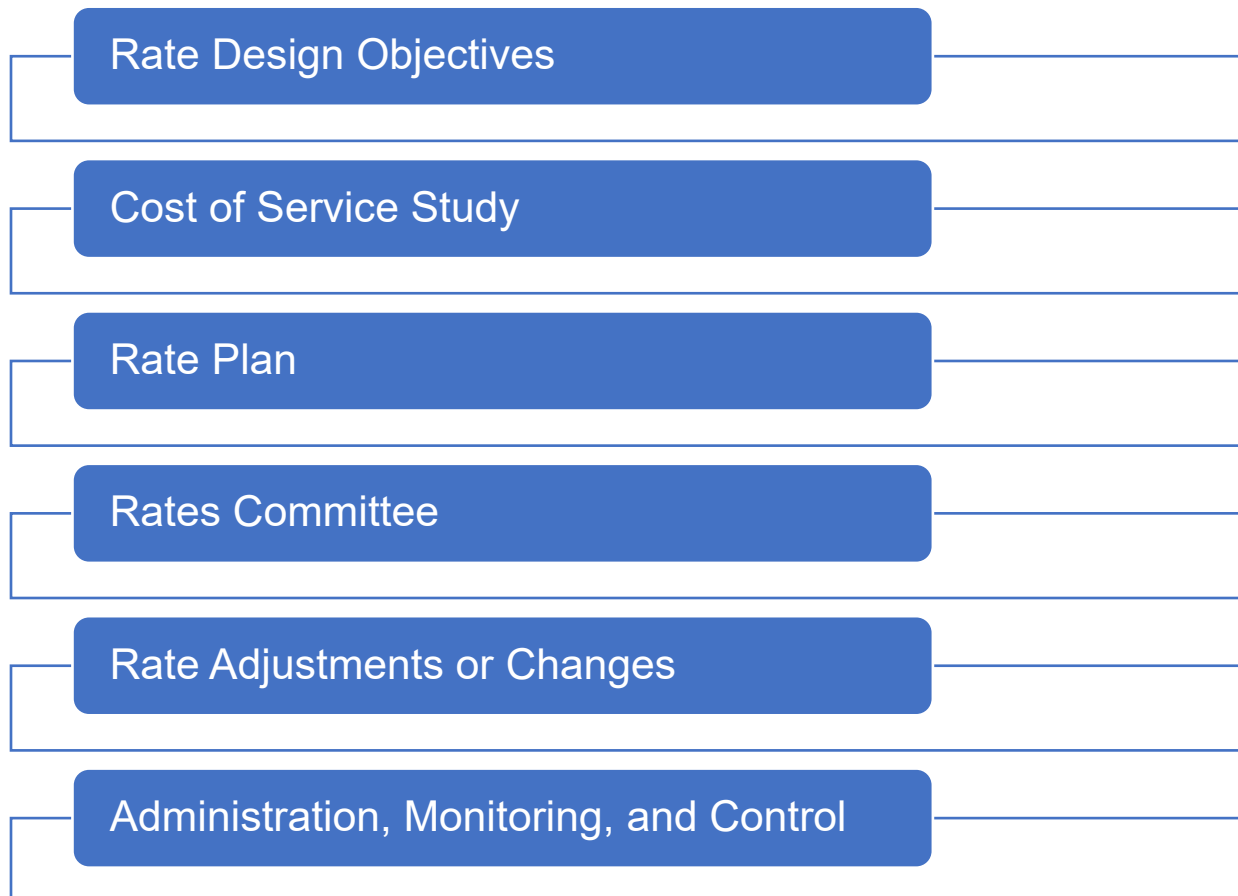 Rate Design Objectives
Cost of Service Study
Rate Plan
Rates Committee
Rate Adjustments or Changes
Administration, Monitoring, and Control